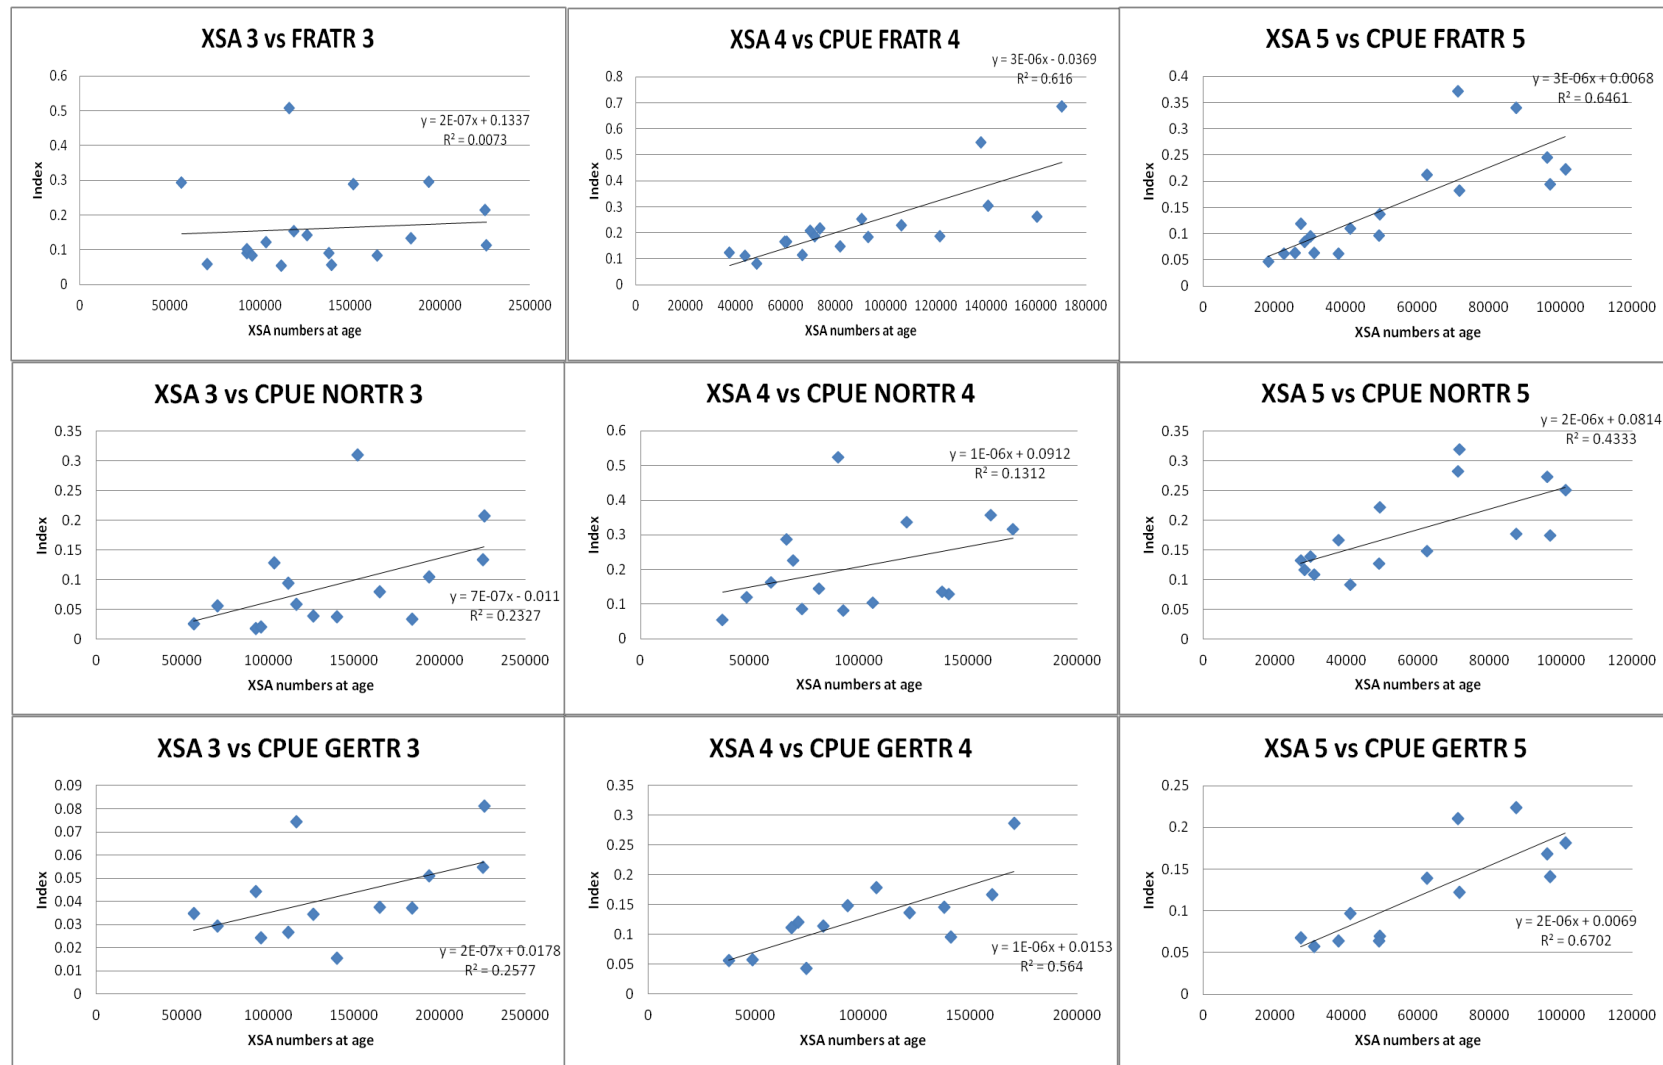 XSA 3 vs FRATR 3
y = 2E-07x + 0.1337
R² = 0.0073
Index
0.6
0.5
0.4
0.3
0.2
0.1
0
0 50000 100000 150000 200000 250000
XSA numbers at age
XSA 4 vs CPUE FRATR 4
y = 3E-06x - 0.0369
R² = 0.616
Index
0.8
0.7
0.6
0.5
0.4
0.3
0.2
0.1
0
0 20000 40000 60000 80000 100000 120000 140000 160000 180000
XSA numbers at age
XSA 5 vs CPUE FRATR 5
y = 3E-06x + 0.0068
R² = 0.6461
Index
0.4
0.35
0.3
0.25
0.2
0.15
0.1
0.05
0
0 20000 40000 60000 80000 100000 120000
XSA numbers at age
XSA 3 vs CPUE NORTR 3
Index
0.35
0.3
0.25
0.2
0.15
0.1
0.05
0
y = 7E-07x - 0.011
R² = 0.2327
0 50000 100000 150000 200000 250000
XSA numbers at age
XSA 4 vs CPUE NORTR 4
y = 1E-06x + 0.0912
R² = 0.1312
Index
0.6
0.5
0.4
0.3
0.2
0.1
0
0 50000 100000 150000 200000
XSA numbers at age
XSA 5 vs CPUE NORTR 5
y = 2E-06x + 0.0814
R² = 0.4333
Index
0.35
0.3
0.25
0.2
0.15
0.1
0.05
0
0 20000 40000 60000 80000 100000 120000
XSA numbers at age
XSA 3 vs CPUE GERTR 3
Index
0.09
0.08
0.07
0.06
0.05
0.04
0.03
0.02
0.01
0
y = 2E-07x + 0.0178
R² = 0.2577
0 50000 100000 150000 200000 250000
XSA numbers at age
XSA 4 vs CPUE GERTR 4
Index
0.35
0.3
0.25
0.2
0.15
0.1
0.05
0
y = 1E-06x + 0.0153
R² = 0.564
0 50000 100000 150000 200000
XSA numbers at age
XSA 5 vs CPUE GERTR 5
Index
0.25
0.2
0.15
0.1
0.05
0
y = 2E-06x + 0.0069
R² = 0.6702
0 20000 40000 60000 80000 100000 120000
XSA numbers at age